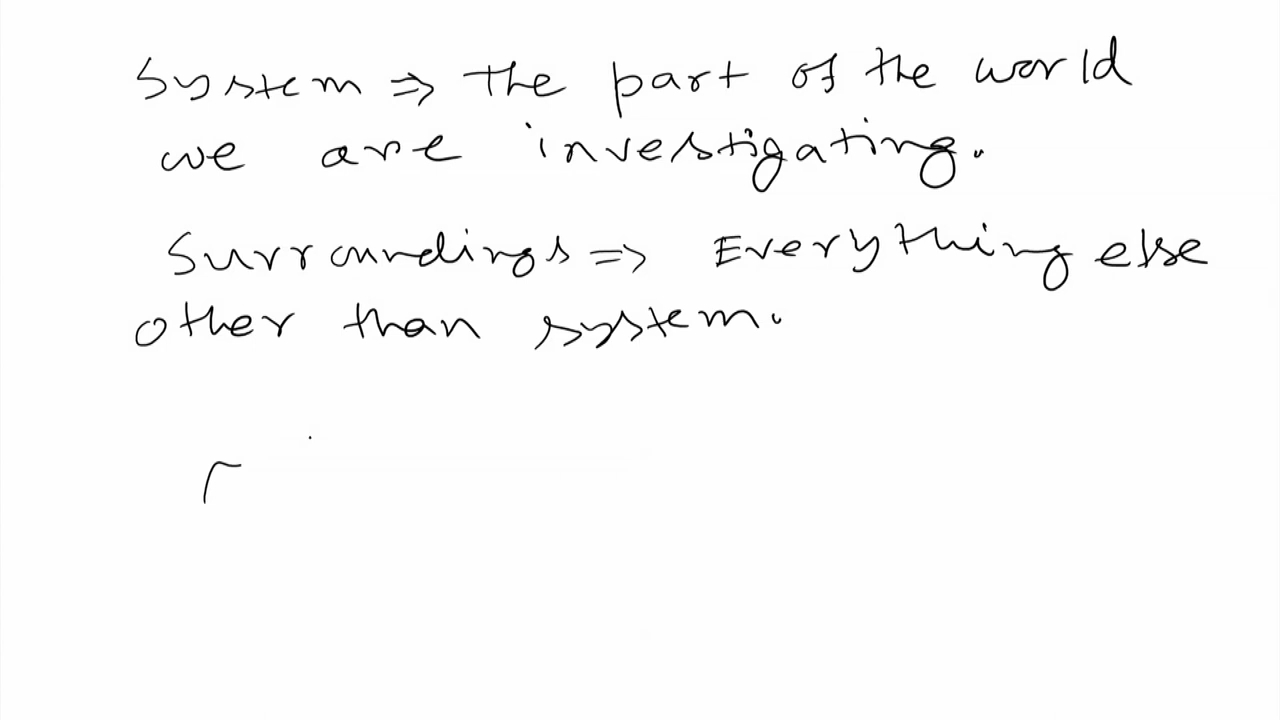 System ⇒ The part of the world
we are investigating.
Surroundings ⇒ Everything else
other than system.